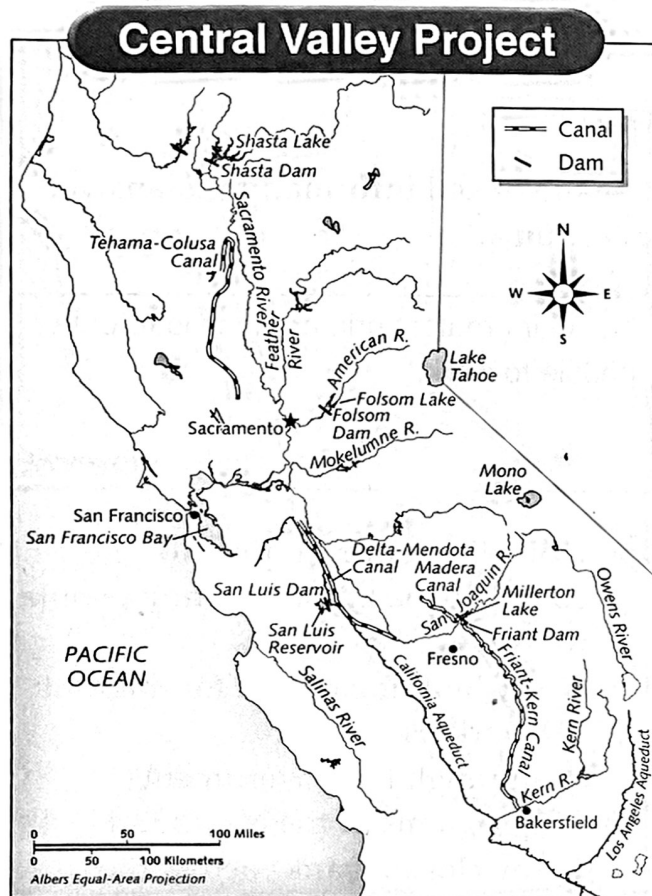 Central Valley Project
Canal
Dam
Shasta Lake
Shasta Dam
Sacramento River
Tehama-Colusa
Canal
N
W
E
S
Feather
River
American R.
Lake
Tahoe
Folsom Lake
Folsom
Dam
Sacramento
Mokelumne R.
Mono
Lake
San Francisco
San Francisco Bay
Delta-Mendota
Canal
Madera
Canal
San Joaquin R.
Millerton
Lake
Friant Dam
Owens River
San Luis Dam
San Luis
Reservoir
Fresno
PACIFIC
OCEAN
Salinas River
California Aqueduct
Friant-Kern Canal
Kern River
Kern R.
Bakersfield
Los Angeles Aqueduct
0 50 100 Miles
0 50 100 Kilometers
Albers Equal-Area Projection